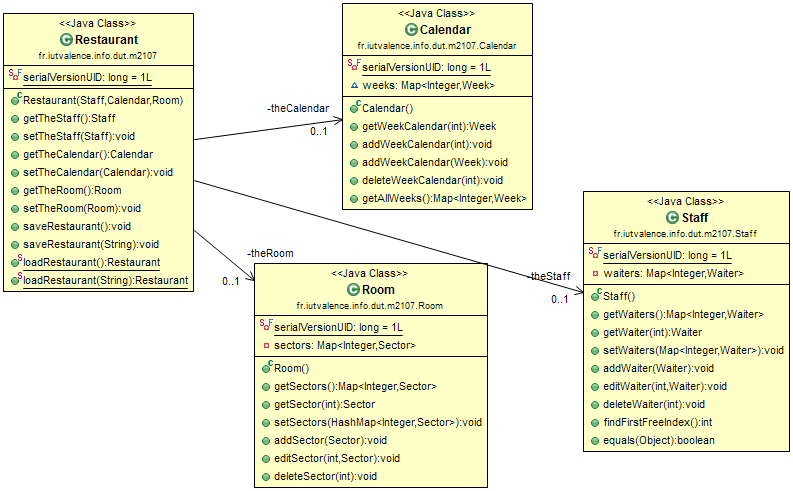 <<Java Class>>
Restaurant
fr.iutvalence.info.dut.m2107
serialVersionUID: long = 1L
Restaurant(Staff,Calendar,Room)
getTheStaff():Staff
setTheStaff(Staff):void
getTheCalendar():Calendar
setTheCalendar(Calendar):void
getTheRoom():Room
setTheRoom(Room):void
saveRestaurant():void
saveRestaurant(String):void
loadRestaurant():Restaurant
loadRestaurant(String):Restaurant
-theCalendar
0..1
<<Java Class>>
Calendar
fr.iutvalence.info.dut.m2107.Calendar
serialVersionUID: long = 1L
weeks: Map<Integer,Week>
Calendar()
getWeekCalendar(int):Week
addWeekCalendar(int):void
addWeekCalendar(Week):void
deleteWeekCalendar(int):void
getAllWeeks():Map<Integer,Week>
-theRoom
0..1
<<Java Class>>
Room
fr.iutvalence.info.dut.m2107.Room
serialVersionUID: long = 1L
sectors: Map<Integer,Sector>
Room()
getSectors():Map<Integer,Sector>
getSector(int):Sector
setSectors(HashMap<Integer,Sector>):void
addSector(Sector):void
editSector(int,Sector):void
deleteSector(int):void
-theStaff
0..1
<<Java Class>>
Staff
fr.iutvalence.info.dut.m2107.Staff
serialVersionUID: long = 1L
waiters: Map<Integer,Waiter>
Staff()
getWaiters():Map<Integer,Waiter>
getWaiter(int):Waiter
setWaiters(Map<Integer,Waiter>):void
addWaiter(Waiter):void
editWaiter(int,Waiter):void
deleteWaiter(int):void
findFirstFreeIndex():int
equals(Object):boolean